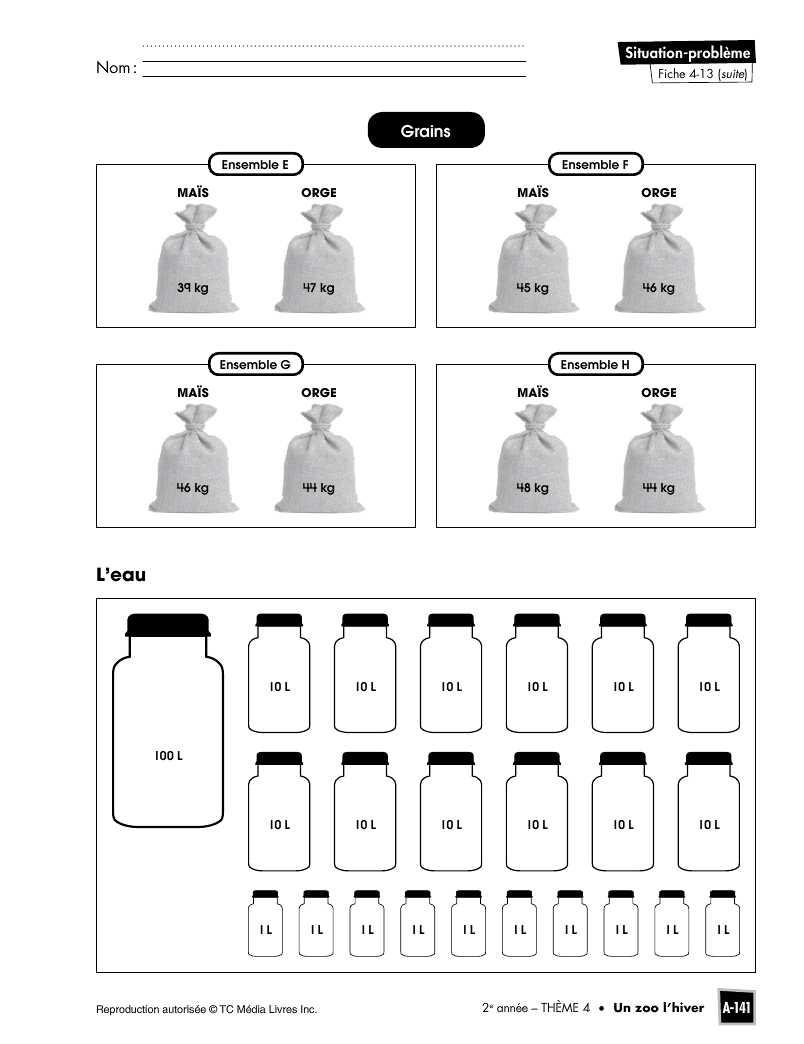 Situation-problème
Nom :
Fiche 4-13 (suite)
Grains
Ensemble E
MAÏS ORGE
39 kg 47 kg
Ensemble F
MAÏS ORGE
45 kg 46 kg
Ensemble G
MAÏS ORGE
46 kg 44 kg
Ensemble H
MAÏS ORGE
48 kg 44 kg
L'eau
100 L
10 L 10 L 10 L 10 L 10 L 10 L
10 L 10 L 10 L 10 L 10 L 10 L
1 L 1 L 1 L 1 L 1 L 1 L 1 L 1 L 1 L 1 L
Reproduction autorisée © TC Média Livres Inc.
2e année – THÈME 4 • Un zoo l'hiver A-141